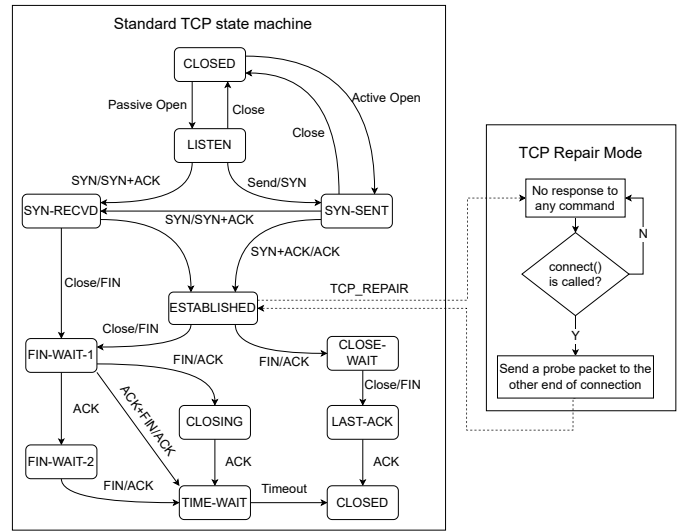 Standard TCP state machine
CLOSED
Passive Open
Close
Active Open
Close
LISTEN
SYN/SYN+ACK
Send/SYN
SYN-RECVD
SYN-SENT
SYN/SYN+ACK
SYN+ACK/ACK
Close/FIN
ESTABLISHED
TCP_REPAIR
Close/FIN
FIN/ACK
CLOSE-
WAIT
FIN-WAIT-1
FIN/ACK
Close/FIN
ACK
ACK+FIN/ACK
CLOSING
LAST-ACK
FIN-WAIT-2
ACK
ACK
FIN/ACK
TIME-WAIT
Timeout
CLOSED
TCP Repair Mode
No response to
any command
N
connect()
is called?
Y
Send a probe packet to the
other end of connection